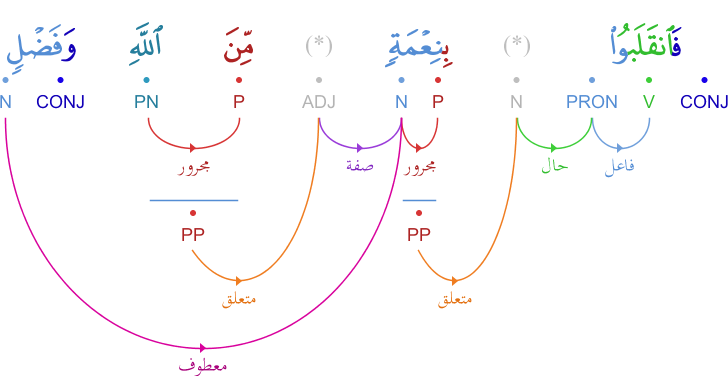 فَٱنقَلَبُوا۟ (*) بِنِعْمَةٍ (*) مِّنَ ٱللَّهِ وَفَضْلٍ
CONJ V PRON N P N ADJ P PN CONJ N
فاعل حال مجرور صفة مجرور
PP PP
متعلق متعلق
معطوف